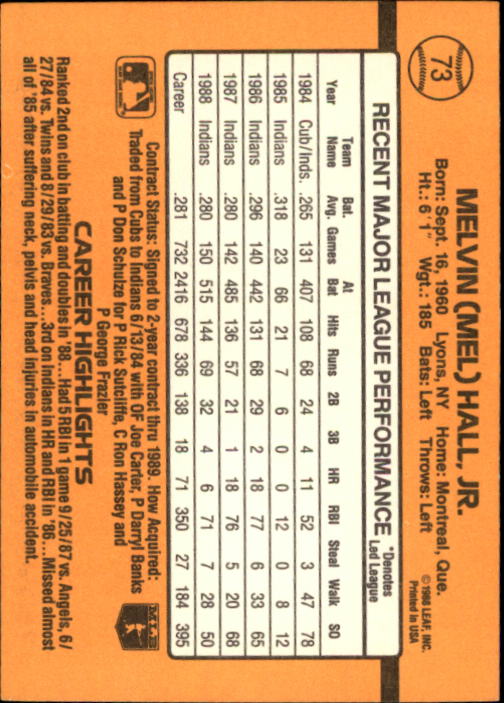 73
MELVIN (MEL) HALL, JR.
Born: Sept. 16, 1960 Lyons, NY Home: Montreal, Que.
Ht.: 6'1" Wgt.: 185 Bats: Left Throws: Left
©1988 LEAF, INC.
Printed in USA
RECENT MAJOR LEAGUE PERFORMANCE *Denotes Led League
Year Team Name Bat. Avg. Games At Bat Hits Runs 2B 3B HR RBI Steal Walk SO
1984 Cub/Inds. .265 131 407 108 68 24 4 11 52 3 47 78
1985 Indians .318 23 66 21 7 6 0 0 12 0 8 12
1986 Indians .296 140 442 131 68 29 2 18 77 6 33 65
1987 Indians .280 142 485 136 57 21 1 18 76 5 20 68
1988 Indians .280 150 515 144 69 32 4 6 71 7 28 50
Career .281 732 2416 678 336 138 18 71 350 27 184 395
Contract Status: Signed to 2-year contract thru 1989. How Acquired:
Traded from Cubs to Indians 6/13/84 with OF Joe Carter, P Darryl Banks
and P Don Schulze for P Rick Sutcliffe, C Ron Hassey and
P George Frazier
MLB
CAREER HIGHLIGHTS
Ranked 2nd on club in batting and doubles in '88...Had 5 RBI in 1 game 9/25/87 vs. Angels, 6/
27/84 vs. Twins and 8/29/83 vs. Braves...3rd on Indians in HR and RBI in '86...Missed almost
all of '85 after suffering neck, pelvis and head injuries in automobile accident.